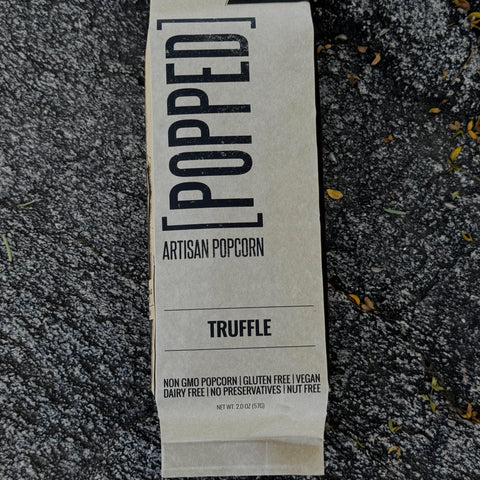 [POPPED]
ARTISAN POPCORN
TRUFFLE
NON GMO POPCORN | GLUTEN FREE | VEGAN
DAIRY FREE | NO PRESERVATIVES | NUT FREE
NET WT. 2.0 OZ (57G)